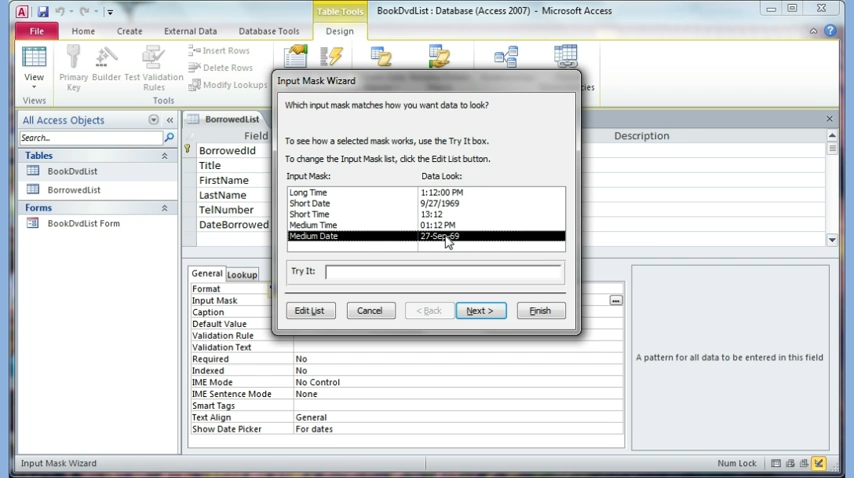 Table Tools
BookDvdList : Database (Access 2007) - Microsoft Access
File
Home
Create
External Data
Database Tools
Design
View
Primary Key
Builder
Test Validation Rules
Insert Rows
Delete Rows
Modify Lookups
Views
Tools
All Access Objects
Search...
Tables
BookDvdList
BorrowedList
Forms
BookDvdList Form
BorrowedList
Field
Description
BorrowedId
Title
FirstName
LastName
TelNumber
DateBorrowed
Input Mask Wizard
Which input mask matches how you want data to look?
To see how a selected mask works, use the Try It box.
To change the Input Mask list, click the Edit List button.
Input Mask:
Data Look:
Long Time 1:12:00 PM
Short Date 9/27/1969
Short Time 13:12
Medium Time 01:12 PM
Medium Date 27-Sep-69
Try It:
Edit List
Cancel
< Back
Next >
Finish
General
Lookup
Format
Input Mask
Caption
Default Value
Validation Rule
Validation Text
Required No
Indexed No
IME Mode No Control
IME Sentence Mode None
Smart Tags
Text Align General
Show Date Picker For dates
A pattern for all data to be entered in this field
Input Mask Wizard
Num Lock